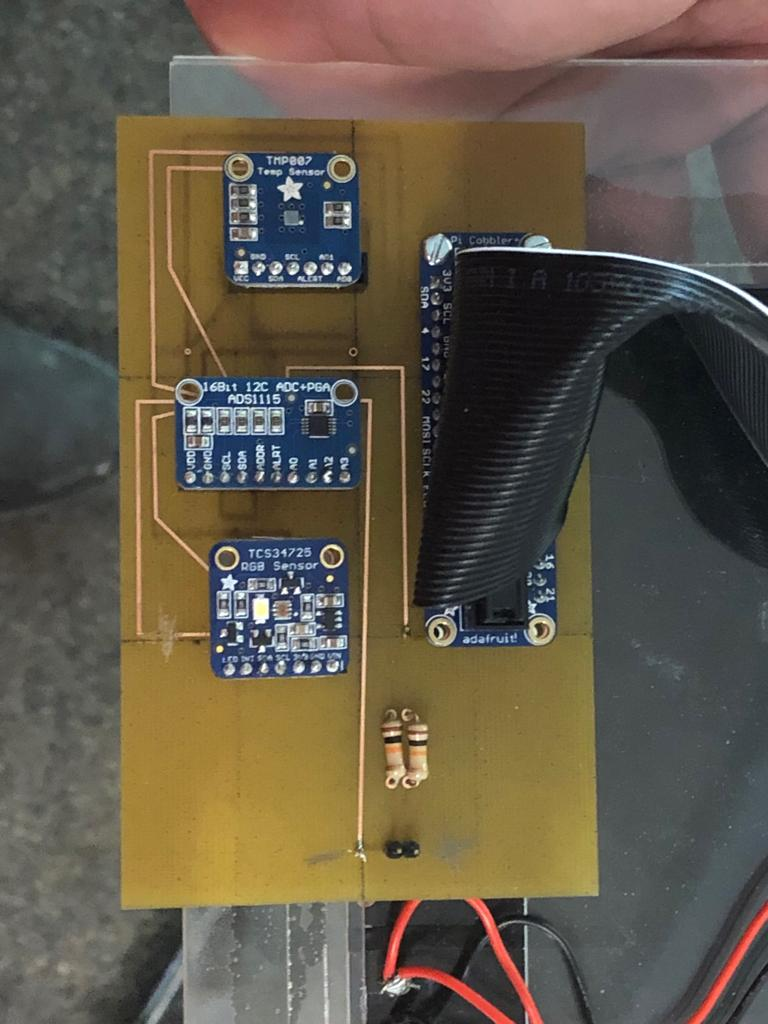 TMP007
Temp Sensor
GND SCL AD1
VCC SDA ALERT AD0
Pi Cobbler+
3V3 SCL GND
SDA 4 17 22 MOSI SCLK
16Bit I2C ADC+PGA
ADS1115
VDD GND SCL SDA ADDR ALRT A0 A1 A2 A3
TCS34725
RGB Sensor
LED INT SDA SCL 3V3 GND VIN
16
21
adafruit!